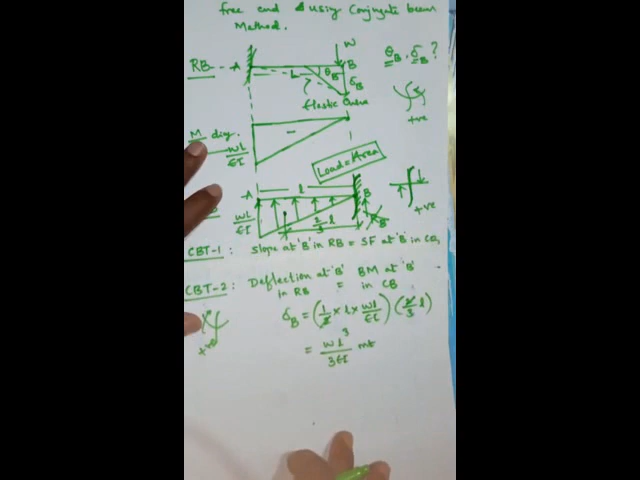 free end & using Conjugate beam
Method.
W
RB --- A
L
θB
B
δB
θB, δB ?
Elastic Curve
+ve
M diag.
−
WL
EI
Load = Area
l
A
B
WL
EI
2/3 l
+ve
CBT-1 : Slope at 'B' in RB = SF at 'B' in CB,
CBT-2 : Deflection at 'B' in RB = BM at 'B' in CB
δB = (1/2 × l × Wl/EI) (2/3 l)
= Wl³/3EI mt
+ve